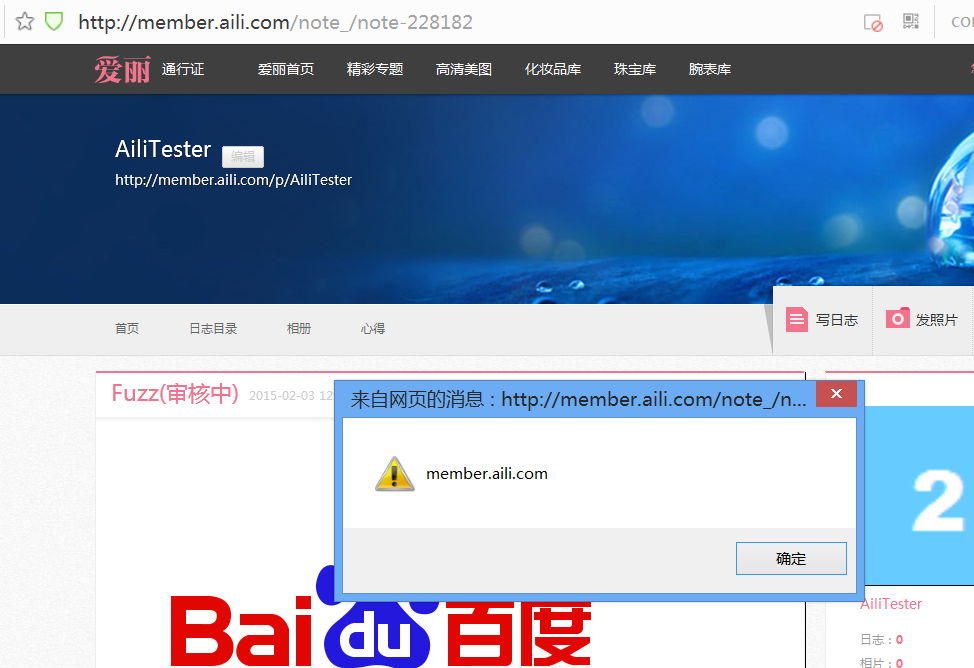 http://member.aili.com/note_/note-228182
爱丽 通行证 爱丽首页 精彩专题 高清美图 化妆品库 珠宝库 腕表库
AiliTester 编辑
http://member.aili.com/p/AiliTester
首页 日志目录 相册 心得 写日志 发照片
Fuzz(审核中) 2015-02-03 12
来自网页的消息 : http://member.aili.com/note_/n...
member.aili.com
确定
2
Bai du 百度
AiliTester
日志：0
相片：0